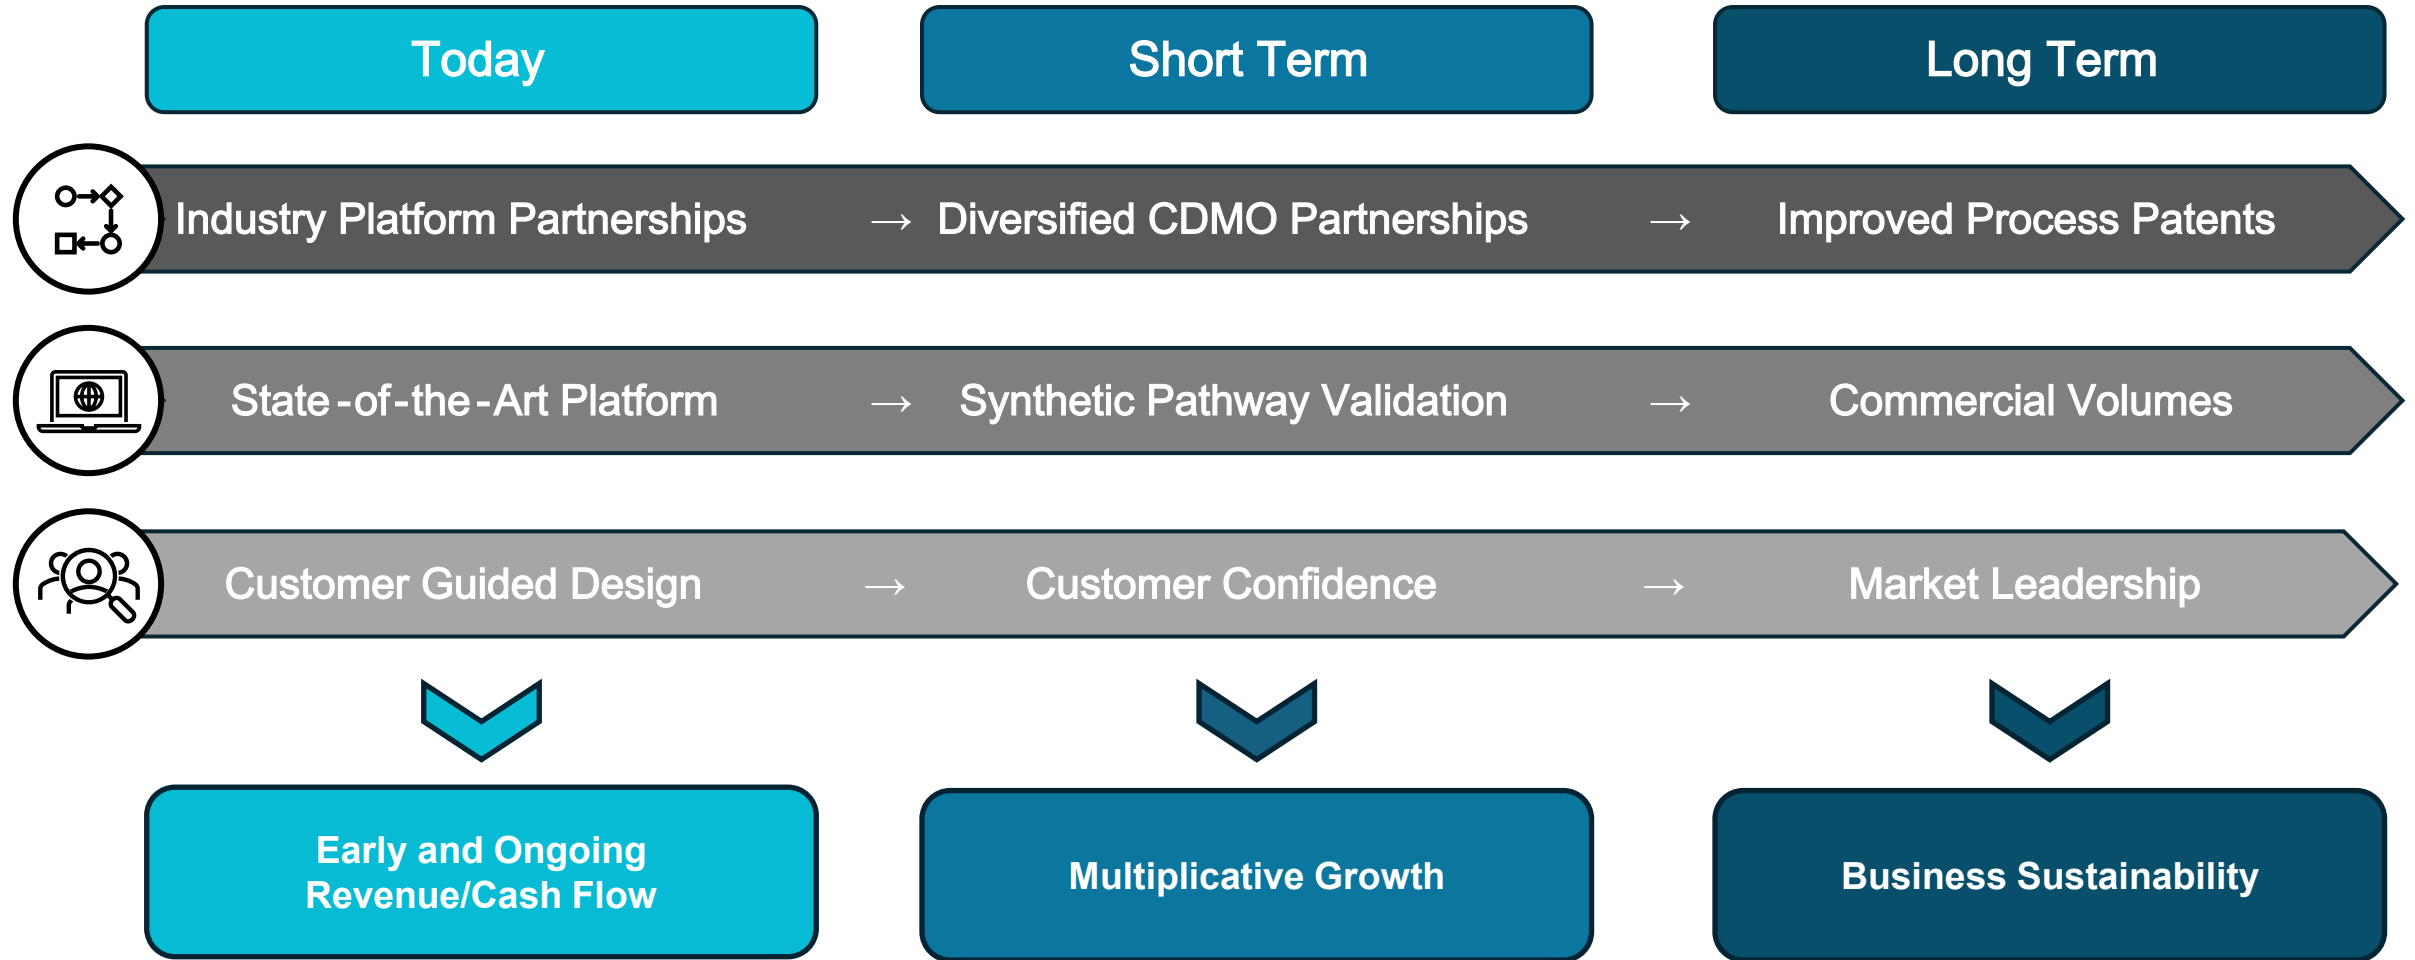 Today
Short Term
Long Term
Industry Platform Partnerships → Diversified CDMO Partnerships → Improved Process Patents
State-of-the-Art Platform → Synthetic Pathway Validation → Commercial Volumes
Customer Guided Design → Customer Confidence → Market Leadership
Early and Ongoing
Revenue/Cash Flow
Multiplicative Growth
Business Sustainability